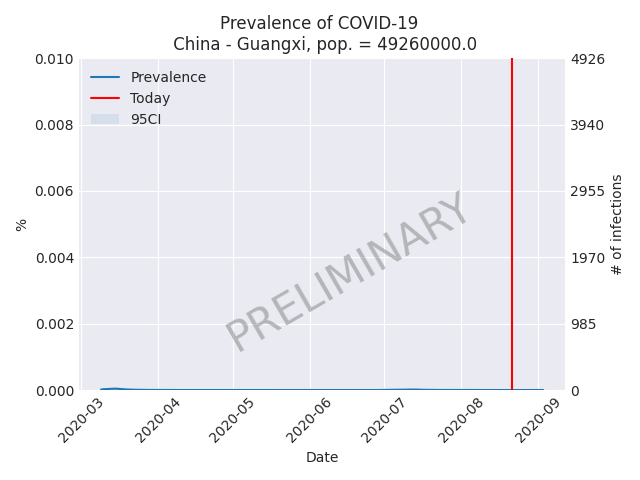 Prevalence of COVID-19
China - Guangxi, pop. = 49260000.0
Prevalence
Today
95CI
0.010
0.008
0.006
0.004
0.002
0.000
%
4926
3940
2955
1970
985
0
# of infections
PRELIMINARY
2020-03
2020-04
2020-05
2020-06
2020-07
2020-08
2020-09
Date